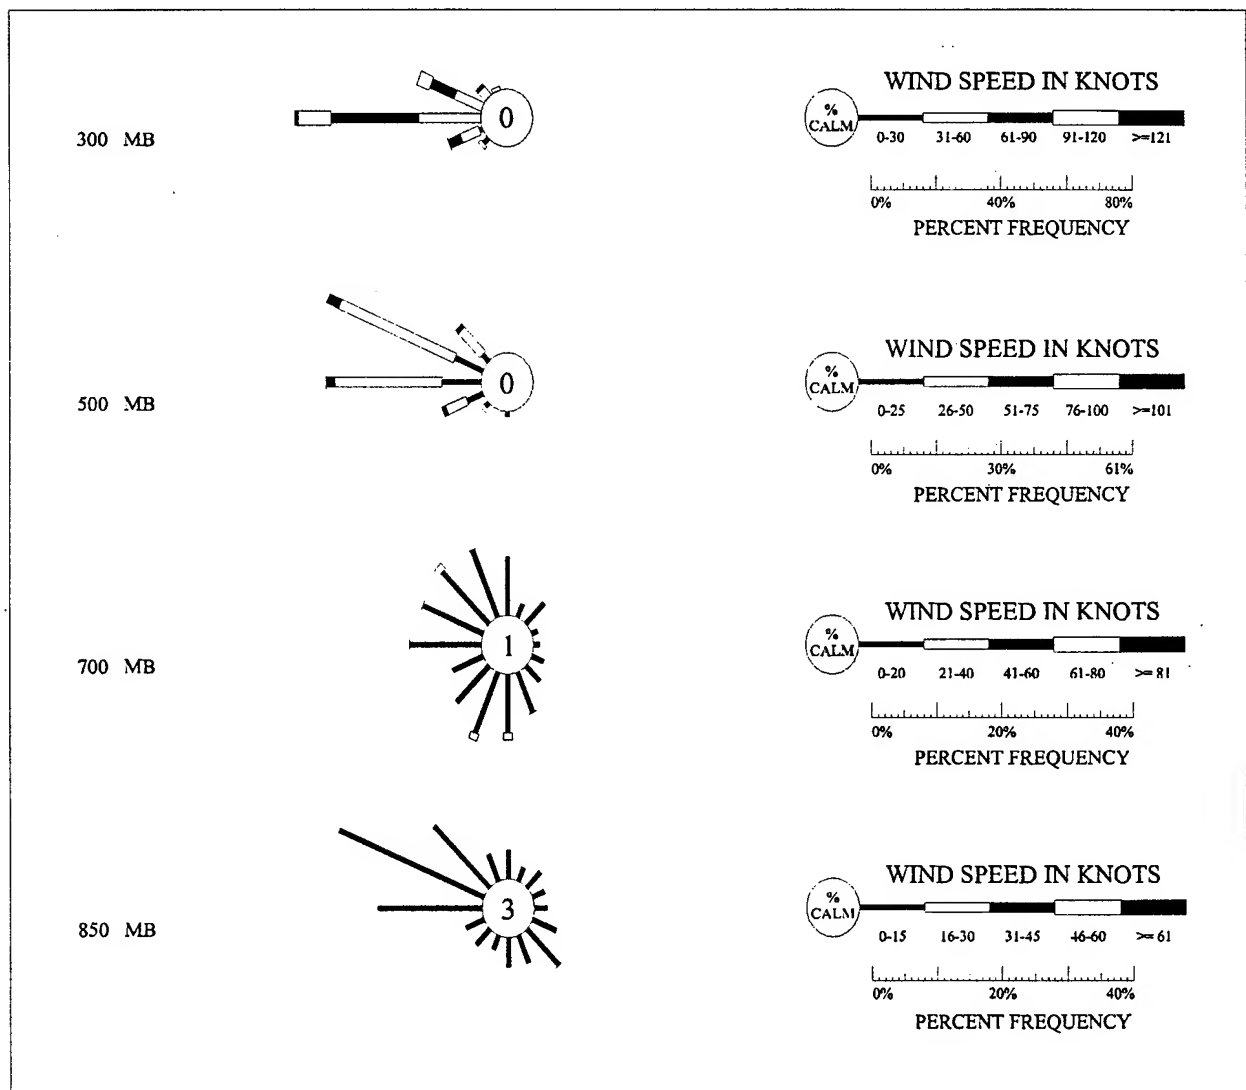 WIND SPEED IN KNOTS
0
%
CALM
300 MB
0-30 31-60 61-90 91-120 >=121
0% 40% 80%
PERCENT FREQUENCY
WIND SPEED IN KNOTS
0
%
CALM
500 MB
0-25 26-50 51-75 76-100 >=101
0% 30% 61%
PERCENT FREQUENCY
WIND SPEED IN KNOTS
1
%
CALM
700 MB
0-20 21-40 41-60 61-80 >= 81
0% 20% 40%
PERCENT FREQUENCY
WIND SPEED IN KNOTS
3
%
CALM
850 MB
0-15 16-30 31-45 46-60 >= 61
0% 20% 40%
PERCENT FREQUENCY